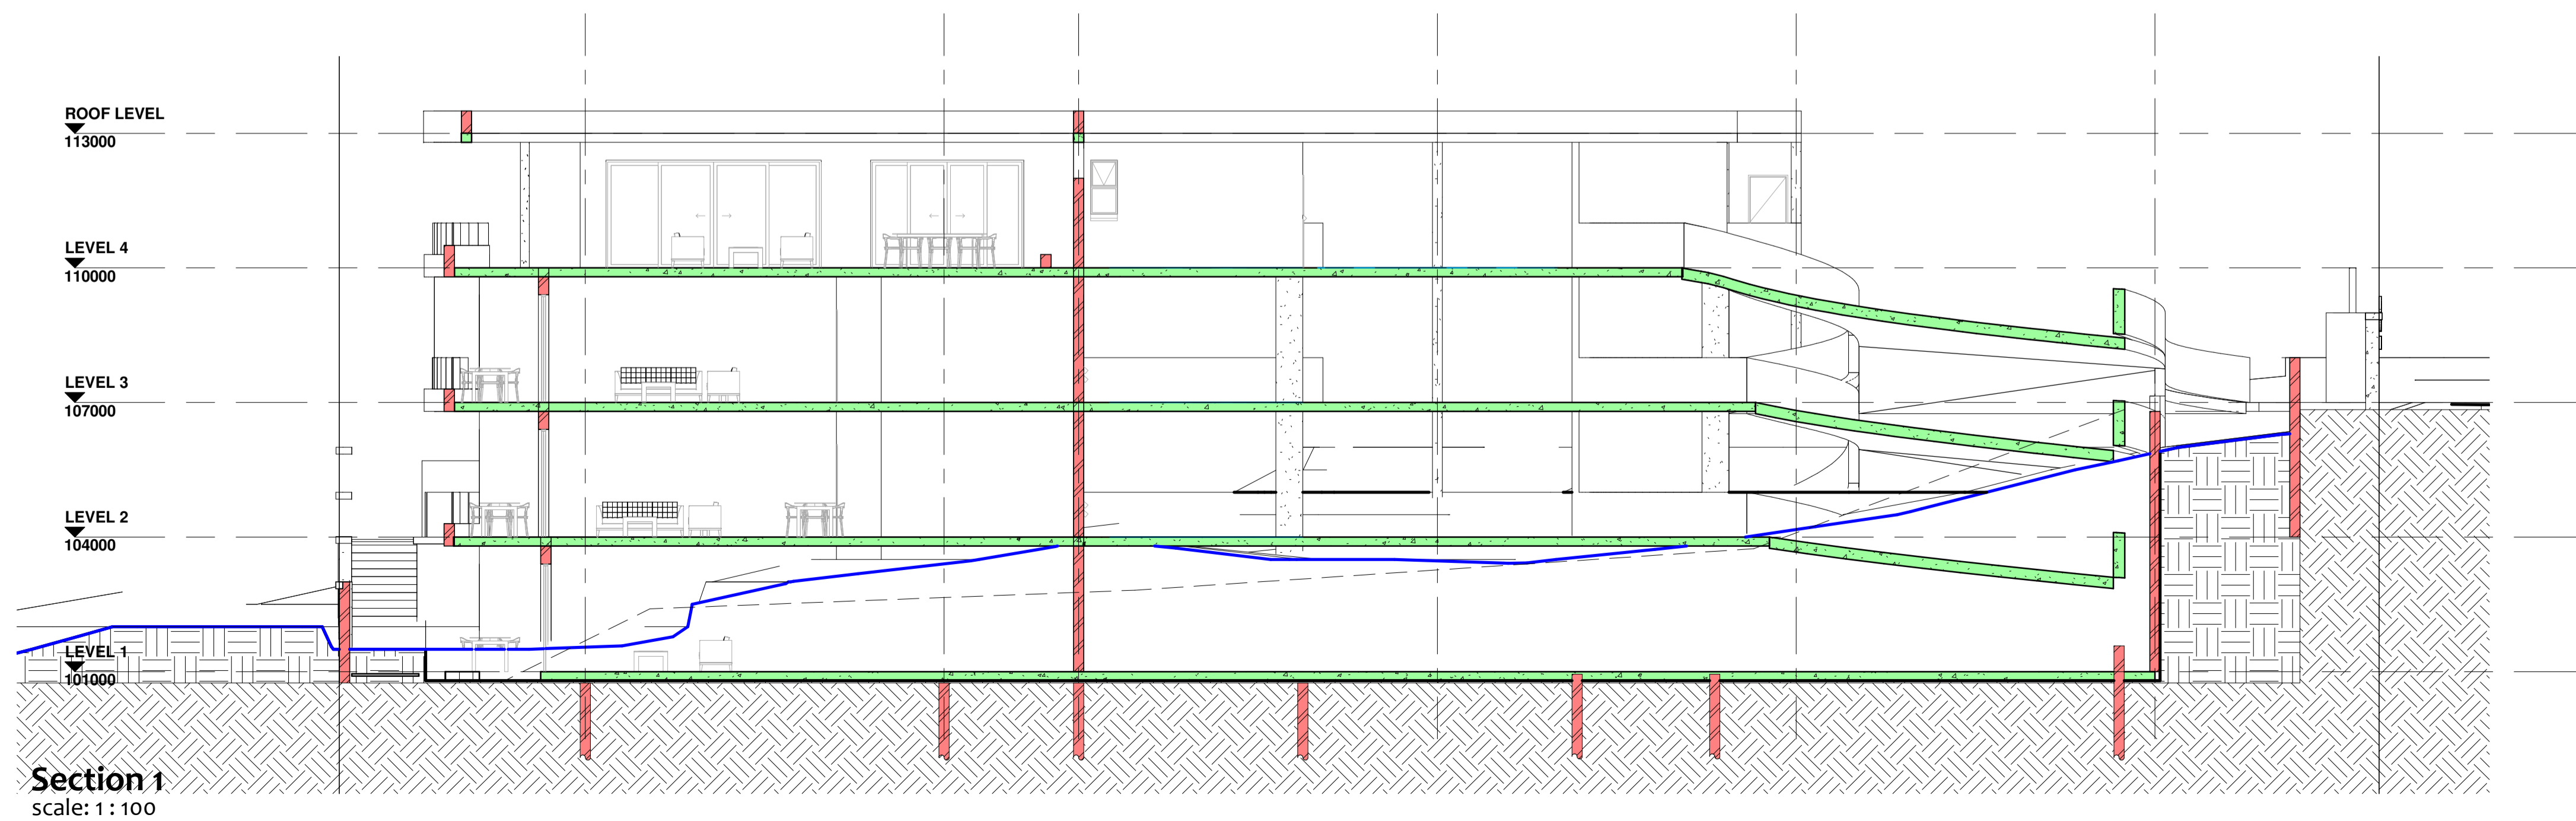 ROOF LEVEL
113000
LEVEL 4
110000
LEVEL 3
107000
LEVEL 2
104000
LEVEL 1
101000
Section 1
scale: 1 : 100